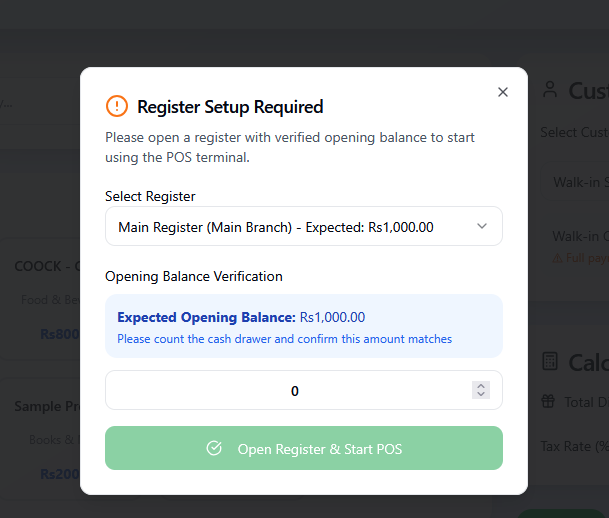 Register Setup Required
Please open a register with verified opening balance to start
using the POS terminal.
Select Register
Main Register (Main Branch) - Expected: Rs1,000.00
Opening Balance Verification
Expected Opening Balance: Rs1,000.00
Please count the cash drawer and confirm this amount matches
0
Open Register & Start POS
COOCK -
Food & Be
Rs800
Sample Pr
Books &
Rs200
Cus
Select Cust
Walk-in S
Walk-in
⚠ Full pay
Calc
Total D
Tax Rate (%